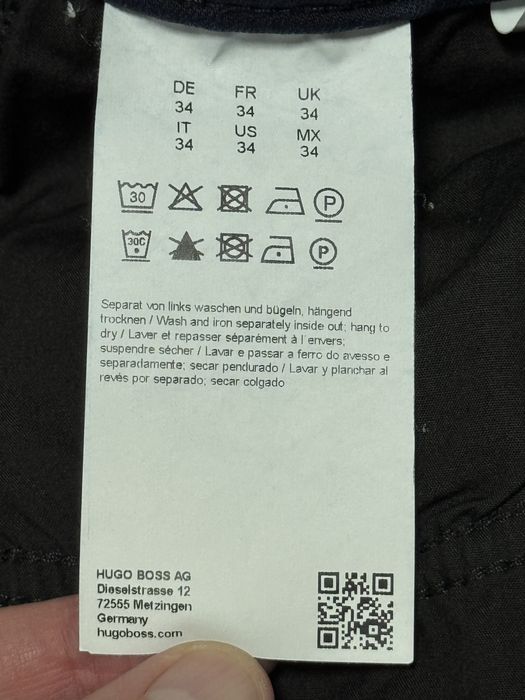 DE FR UK
34 34 34
IT US MX
34 34 34
30 P
30C P
Separat von links waschen und bügeln, hängend
trocknen / Wash and iron separately inside out; hang to
dry / Laver et repasser séparément à l'envers;
suspendre sécher / Lavar e passar a ferro do avesso e
separadamente; secar pendurado / Lavar y planchar al
revés por separado; secar colgado
HUGO BOSS AG
Dieselstrasse 12
72555 Metzingen
Germany
hugoboss.com